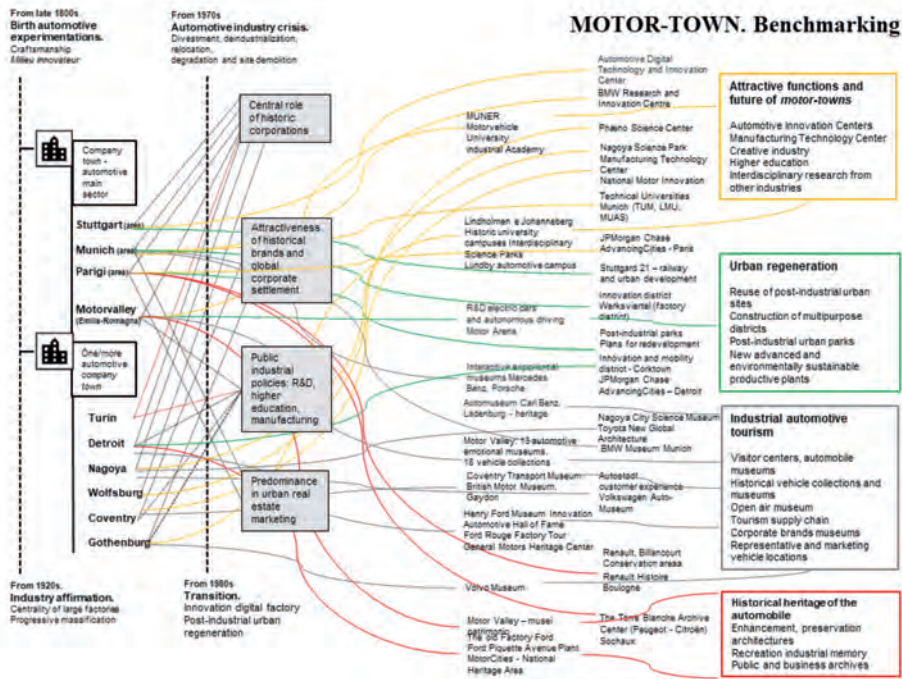 MOTOR-TOWN. Benchmarking
From late 1800s.
Birth automotive
experimentations.
Craftsmanship
Milieu innovateur
From 1970s
Automotive industry crisis.
Divestment, deindustrialization,
relocation,
degradation and site demolition
Company
town -
automotive
main
sector
Stuttgart (area)
Munich (area)
Parigi (area)
Motorvalley
(Emilia-Romagna)
One/more
automotive
company
town
Turin
Detroit
Nagoya
Wolfsburg
Coventry
Gothenburg
From 1920s.
Industry affirmation.
Centrality of large factories
Progressive massification
From 1980s
Transition.
Innovation digital factory
Post-industrial urban
regeneration
Central role
of historic
corporations
Attractiveness
of historical
brands and
global
corporate
settlement
Public
industrial
policies: R&D,
higher
education,
manufacturing
Predominance
in urban real
estate
marketing
MUNER
Motorvehicle
University
Industrial Academy
Lindholmen e Johanneberg
Historic university
campuses Interdisciplinary
Science Parks
Lundby automotive campus
R&D electric cars
and autonomous driving
Motor Arena
Interactive experiential
museums Mercedes
Benz, Porsche
Automuseum Carl Benz,
Ladenburg - heritage
Motor Valley: 13 automotive
emotional museums,
18 vehicle collections
Coventry Transport Museum
British Motor Museum,
Gaydon
Henry Ford Museum Innovation
Automotive Hall of Fame
Ford Rouge Factory Tour
General Motors Heritage Center
Volvo Museum
Motor Valley – musei
patrimonio
The old Factory Ford
Ford Piquette Avenue Plant
MotorCities - National
Heritage Area
Automotive Digital
Technology and Innovation
Center
BMW Research and
Innovation Centre
Phæno Science Center
Nagoya Science Park
Manufacturing Technology
Center
National Motor Innovation
Technical Universities
Munich (TUM, LMU,
MUAS)
JPMorgan Chase
AdvancingCities - Paris
Stuttgard 21 – railway
and urban development
Innovation district
Werksviertel (factory
district)
Post-industrial parks
Plans for redevelopment
Innovation and mobility
district - Corktown
JPMorgan Chase
AdvancingCities – Detroit
Nagoya City Science Museum
Toyota New Global
Architecture
BMW Museum Munich
Autostadt
customer experience
Volkswagen Auto-
Museum
Renault, Billancourt
Conservation areas
Renault Histoire
Boulogne
The Terre Blanche Archive
Center (Peugeot - Citroën)
Sochaux
Attractive functions and
future of motor-towns
Automotive Innovation Centers
Manufacturing Technology Center
Creative industry
Higher education
Interdisciplinary research from
other industries
Urban regeneration
Reuse of post-industrial urban
sites
Construction of multipurpose
districts
Post-industrial urban parks
New advanced and
environmentally sustainable
productive plants
Industrial automotive
tourism
Visitor centers, automobile
museums
Historical vehicle collections and
museums
Open air museum
Tourism supply chain
Corporate brands museums
Representative and marketing
vehicle locations
Historical heritage of the
automobile
Enhancement, preservation
architectures
Recreation industrial memory
Public and business archives